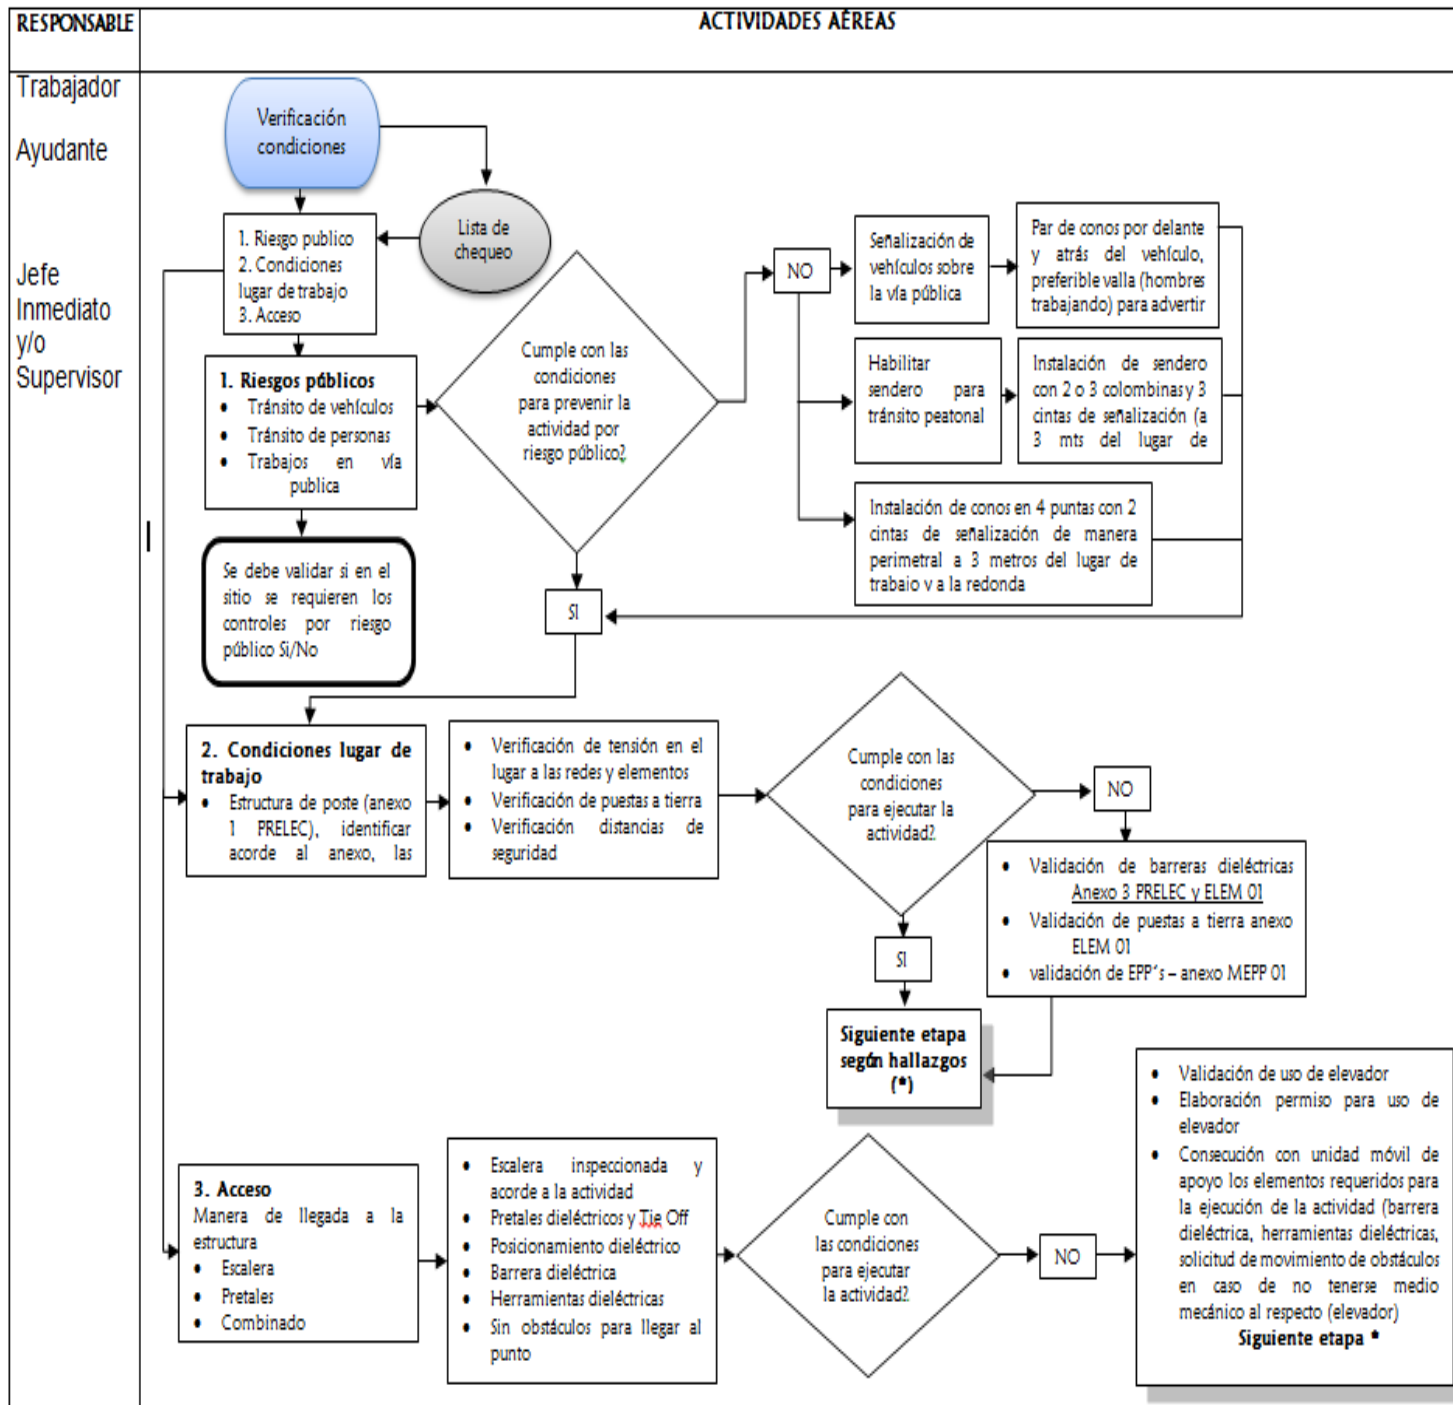 RESPONSABLE
ACTIVIDADES AÉREAS
Trabajador
Ayudante
Jefe
Inmediato
y/o
Supervisor
Verificación
condiciones
Lista de
chequeo
1. Riesgo publico
2. Condiciones
lugar de trabajo
3. Acceso
1. Riesgos públicos
• Tránsito de vehículos
• Tránsito de personas
• Trabajos en vía
publica
Se debe validar si en el
sitio se requieren los
controles por riesgo
público Si/No
Cumple con las
condiciones
para prevenir la
actividad por
riesgo público?
NO
Señalización de
vehículos sobre
la vía pública
Par de conos por delante
y atrás del vehículo,
preferible valla (hombres
trabajando) para advertir
Habilitar
sendero para
tránsito peatonal
Instalación de sendero
con 2 o 3 colombinas y 3
cintas de señalización (a
3 mts del lugar de
Instalación de conos en 4 puntas con 2
cintas de señalización de manera
perimetral a 3 metros del lugar de
trabajo y a la redonda
SI
2. Condiciones lugar de
trabajo
• Estructura de poste (anexo
1 PRELEC), identificar
acorde al anexo, las
• Verificación de tensión en el
lugar a las redes y elementos
• Verificación de puestas a tierra
• Verificación distancias de
seguridad
Cumple con las
condiciones
para ejecutar la
actividad?
NO
• Validación de barreras dieléctricas
Anexo 3 PRELEC y ELEM 01
• Validación de puestas a tierra anexo
ELEM 01
• validación de EPP´s – anexo MEPP 01
SI
Siguiente etapa
según hallazgos
(*)
3. Acceso
Manera de llegada a la
estructura
• Escalera
• Pretales
• Combinado
• Escalera inspeccionada y
acorde a la actividad
• Pretales dieléctricos y Tie Off
• Posicionamiento dieléctrico
• Barrera dieléctrica
• Herramientas dieléctricas
• Sin obstáculos para llegar al
punto
Cumple con
las condiciones
para ejecutar
la actividad?
NO
• Validación de uso de elevador
• Elaboración permiso para uso de
elevador
• Consecución con unidad móvil de
apoyo los elementos requeridos para
la ejecución de la actividad (barrera
dieléctrica, herramientas dieléctricas,
solicitud de movimiento de obstáculos
en caso de no tenerse medio
mecánico al respecto (elevador)
Siguiente etapa *